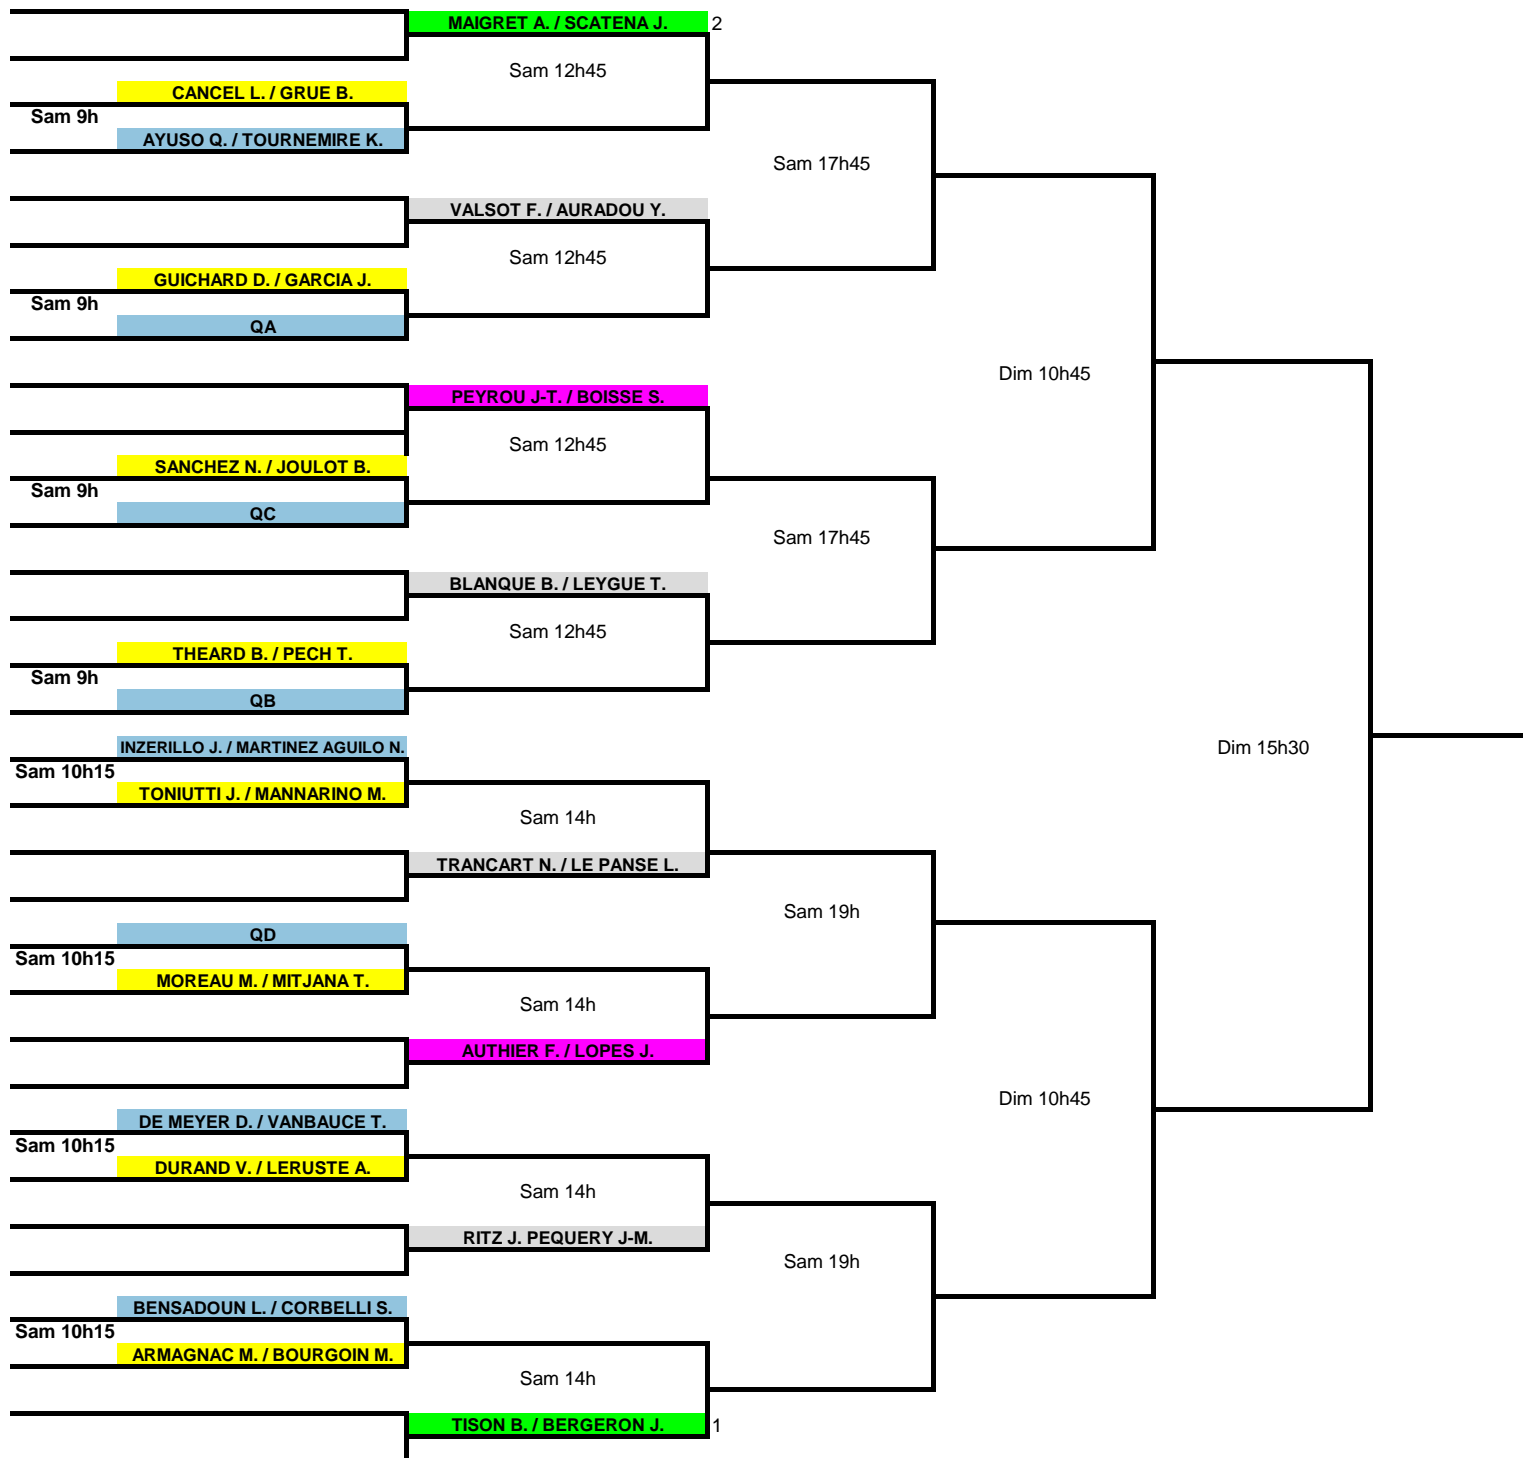 MAIGRET A. / SCATENA J. 2
Sam 12h45
CANCEL L. / GRUE B.
Sam 9h
AYUSO Q. / TOURNEMIRE K.
Sam 17h45
VALSOT F. / AURADOU Y.
Sam 12h45
GUICHARD D. / GARCIA J.
Sam 9h
QA
Dim 10h45
PEYROU J-T. / BOISSE S.
Sam 12h45
SANCHEZ N. / JOULOT B.
Sam 9h
QC
Sam 17h45
BLANQUE B. / LEYGUE T.
Sam 12h45
THEARD B. / PECH T.
Sam 9h
QB
INZERILLO J. / MARTINEZ AGUILO N.
Dim 15h30
Sam 10h15
TONIUTTI J. / MANNARINO M.
Sam 14h
TRANCART N. / LE PANSE L.
Sam 19h
QD
Sam 10h15
MOREAU M. / MITJANA T.
Sam 14h
AUTHIER F. / LOPES J.
Dim 10h45
DE MEYER D. / VANBAUCE T.
Sam 10h15
DURAND V. / LERUSTE A.
Sam 14h
RITZ J. PEQUERY J-M.
Sam 19h
BENSADOUN L. / CORBELLI S.
Sam 10h15
ARMAGNAC M. / BOURGOIN M.
Sam 14h
TISON B. / BERGERON J. 1